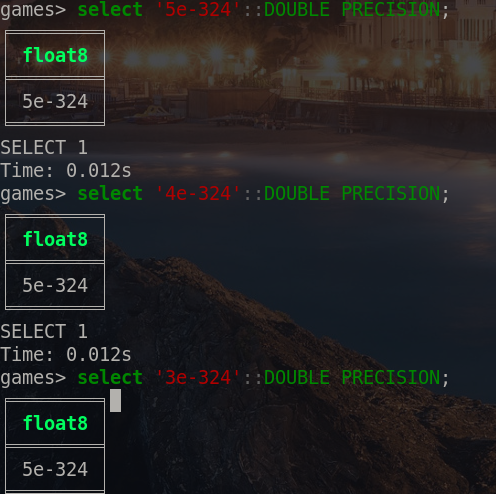 games> select '5e-324'::DOUBLE PRECISION;
float8
5e-324
SELECT 1
Time: 0.012s
games> select '4e-324'::DOUBLE PRECISION;
float8
5e-324
SELECT 1
Time: 0.012s
games> select '3e-324'::DOUBLE PRECISION;
float8
5e-324